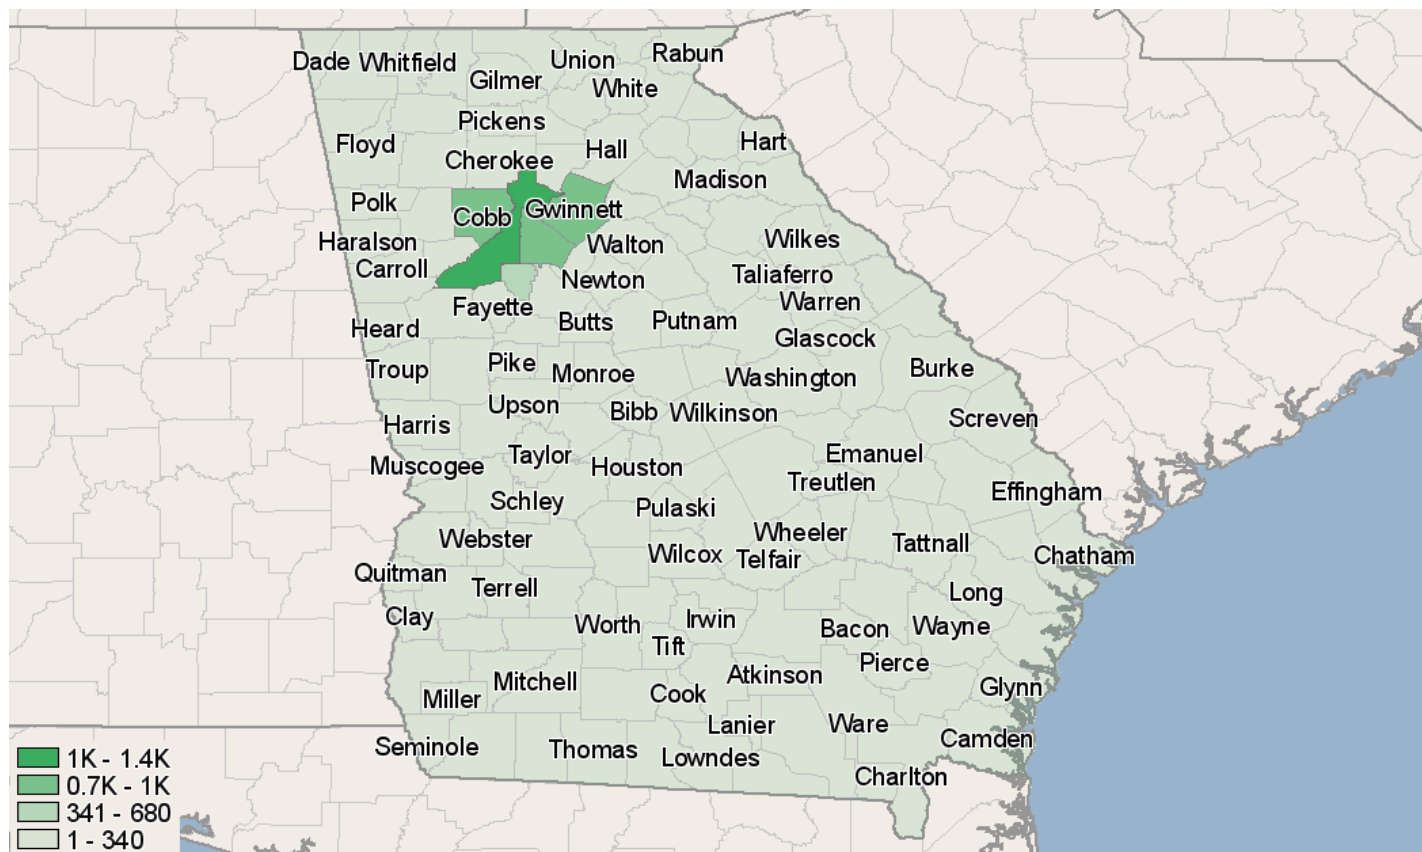 Rabun
Union
Dade Whitfield
Gilmer
White
Pickens
Hart
Floyd
Hall
Cherokee
Madison
Polk
Gwinnett
Cobb
Haralson
Walton
Wilkes
Carroll
Taliaferro
Newton
Warren
Fayette
Butts
Putnam
Heard
Glascock
Pike
Troup
Monroe
Burke
Washington
Upson
Bibb
Wilkinson
Screven
Harris
Taylor
Emanuel
Muscogee
Houston
Treutlen
Effingham
Schley
Pulaski
Wheeler
Webster
Tattnall
Wilcox
Telfair
Chatham
Quitman
Terrell
Long
Clay
Worth
Irwin
Bacon
Wayne
Tift
Pierce
Atkinson
Mitchell
Glynn
Miller
Cook
Lanier
Ware
Camden
Seminole
Thomas
Lowndes
Charlton
1K - 1.4K
0.7K - 1K
341 - 680
1 - 340